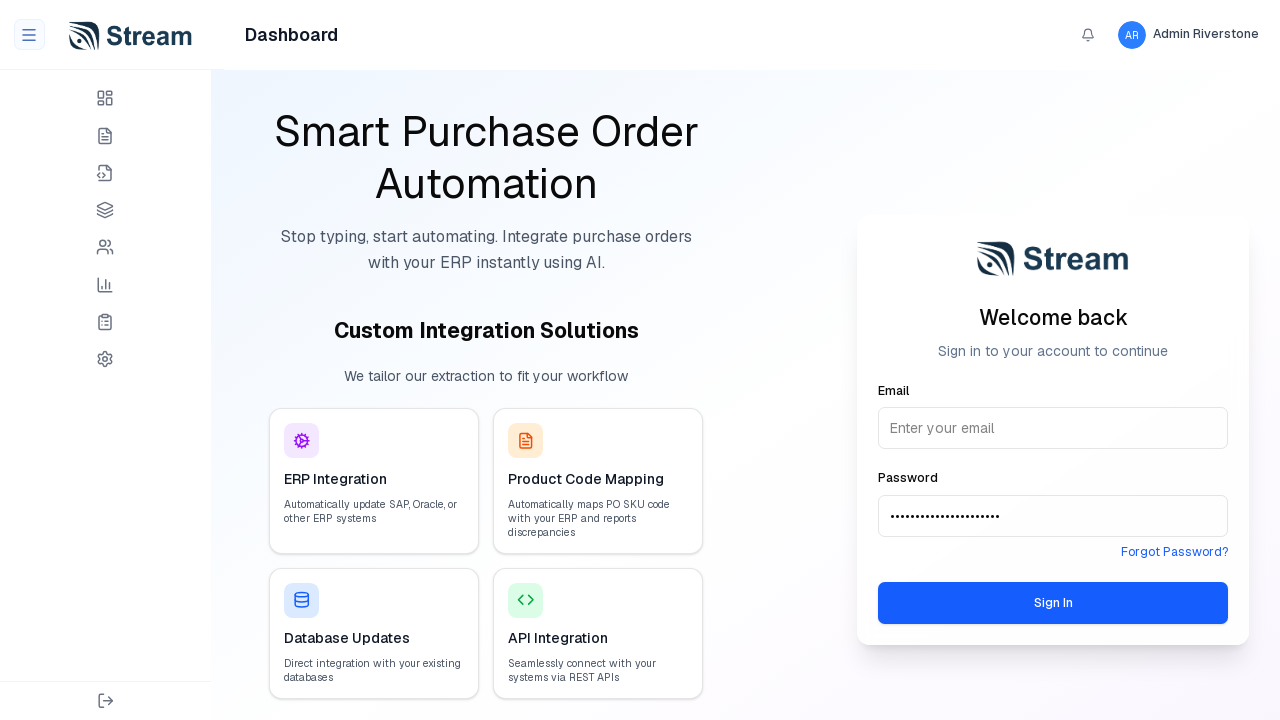 Stream
Dashboard
AR
Admin Riverstone
Smart Purchase Order
Automation
Stop typing, start automating. Integrate purchase orders
with your ERP instantly using AI.
Custom Integration Solutions
We tailor our extraction to fit your workflow
ERP Integration
Automatically update SAP, Oracle, or
other ERP systems
Product Code Mapping
Automatically maps PO SKU code
with your ERP and reports
discrepancies
Database Updates
Direct integration with your existing
databases
API Integration
Seamlessly connect with your
systems via REST APIs
Stream
Welcome back
Sign in to your account to continue
Email
Enter your email
Password
••••••••••••••••••••••
Forgot Password?
Sign In